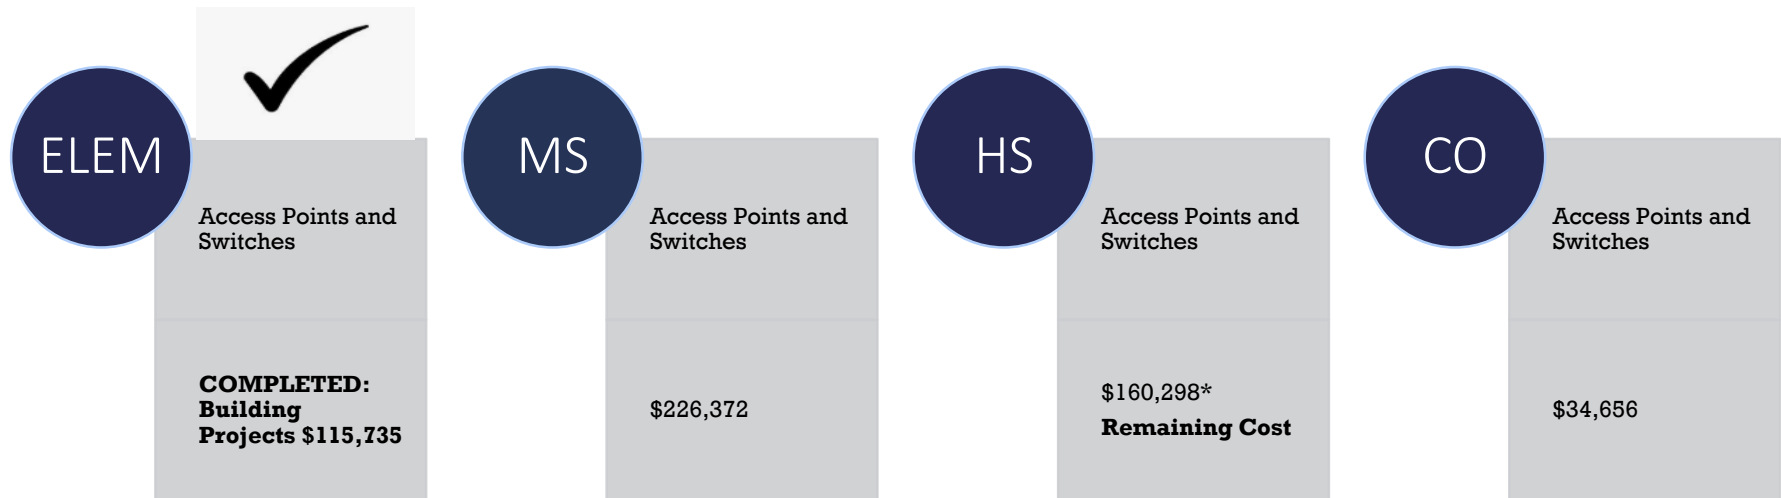 ELEM
Access Points and
Switches
COMPLETED:
Building
Projects $115,735
MS
Access Points and
Switches
$226,372
HS
Access Points and
Switches
$160,298*
Remaining Cost
CO
Access Points and
Switches
$34,656